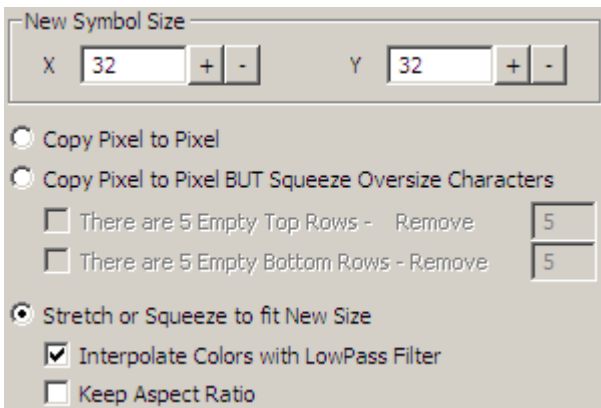 New Symbol Size
X 32 + - Y 32 + -
Copy Pixel to Pixel
Copy Pixel to Pixel BUT Squeeze Oversize Characters
There are 5 Empty Top Rows - Remove 5
There are 5 Empty Bottom Rows - Remove 5
Stretch or Squeeze to fit New Size
Interpolate Colors with LowPass Filter
Keep Aspect Ratio